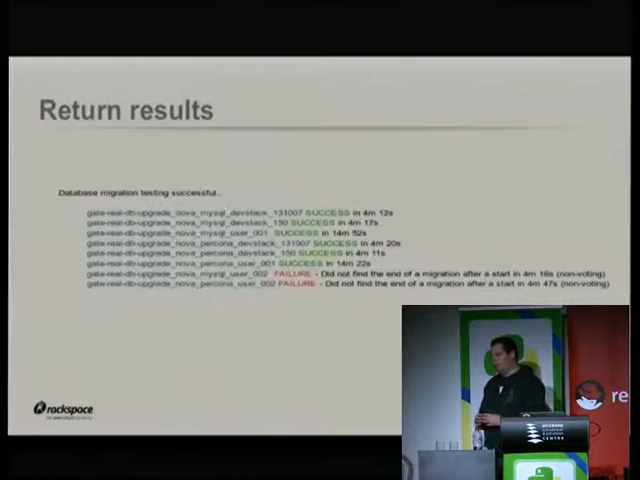 Return results
Database migration testing successful..
gate-real-db-upgrade_nova_mysql_devstack_131007 SUCCESS in 4m 12s
gate-real-db-upgrade_nova_mysql_devstack_150 SUCCESS in 4m 17s
gate-real-db-upgrade_nova_mysql_user_001 SUCCESS in 14m 52s
gate-real-db-upgrade_nova_percona_devstack_131007 SUCCESS in 4m 20s
gate-real-db-upgrade_nova_percona_devstack_150 SUCCESS in 4m 11s
gate-real-db-upgrade_nova_percona_user_001 SUCCESS in 14m 22s
gate-real-db-upgrade_nova_mysql_user_002 FAILURE - Did not find the end of a migration after a start in 4m 16s (non-voting)
gate-real-db-upgrade_nova_percona_user_002 FAILURE - Did not find the end of a migration after a start in 4m 47s (non-voting)
rackspace
re
BRISBANE
CENTRE